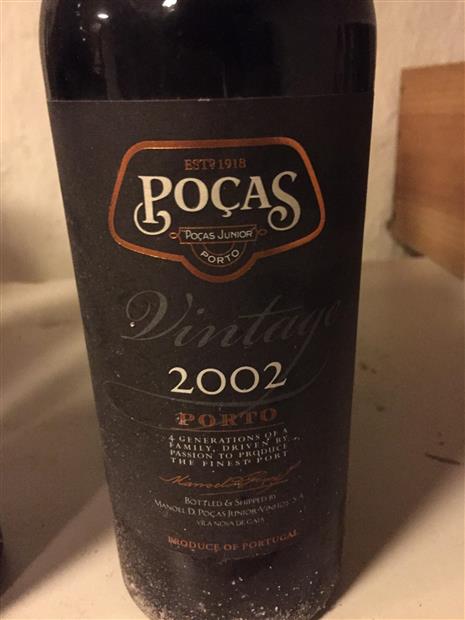 ESTD 1918
POÇAS
POÇAS JUNIOR
PORTO
Vintage
2002
PORTO
4 GENERATIONS OF A
FAMILY, DRIVEN BY
PASSION TO PRODUCE
THE FINEST PORT
BOTTLED & SHIPPED BY
MANOEL D. POÇAS JUNIOR-VINHOS, S.A
VILA NOVA DE GAIA
PRODUCE OF PORTUGAL